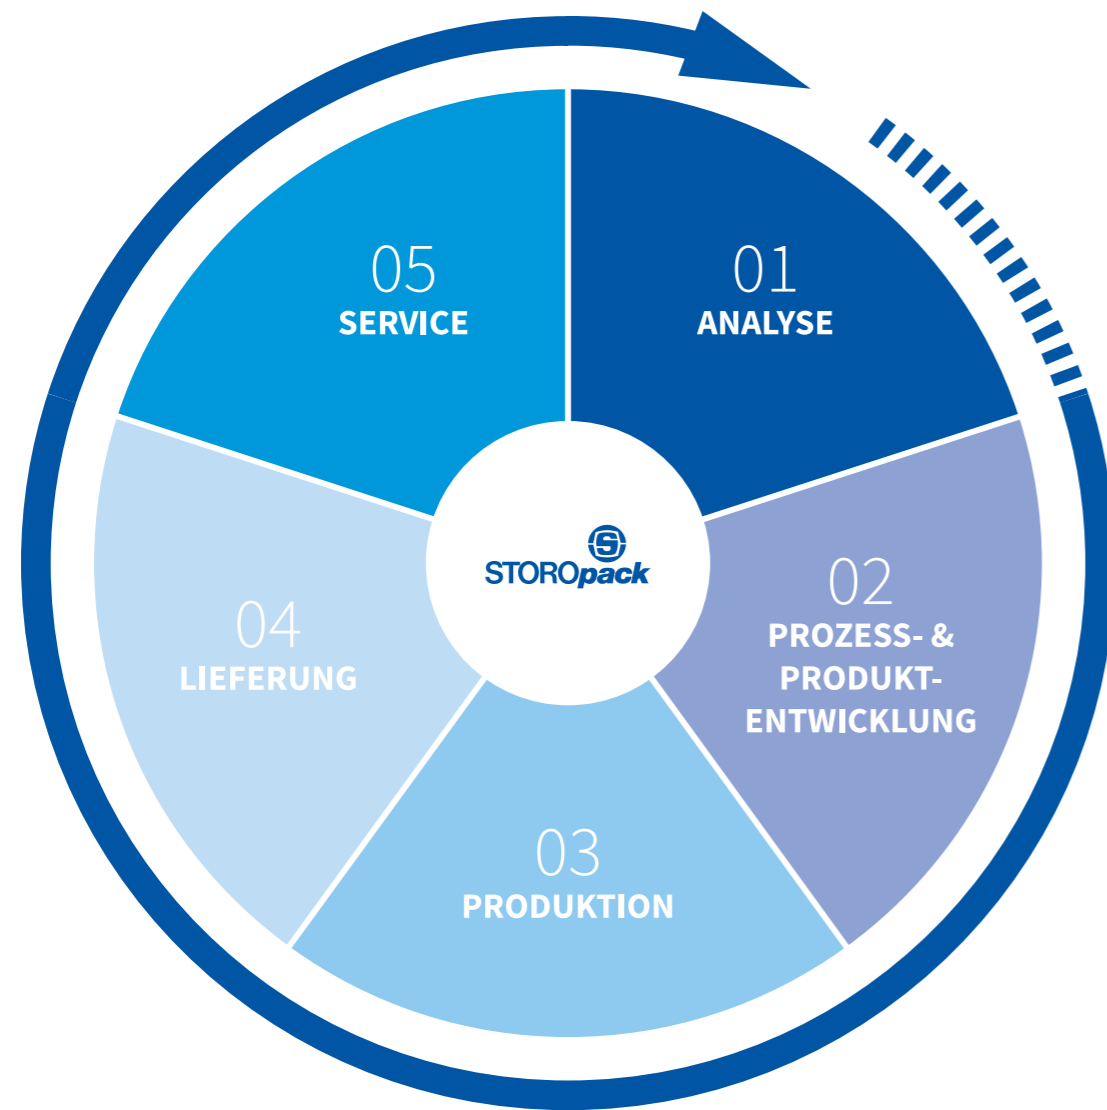 01
ANALYSE
02
PROZESS- &
PRODUKT-
ENTWICKLUNG
03
PRODUKTION
04
LIEFERUNG
05
SERVICE
S
STOROpack